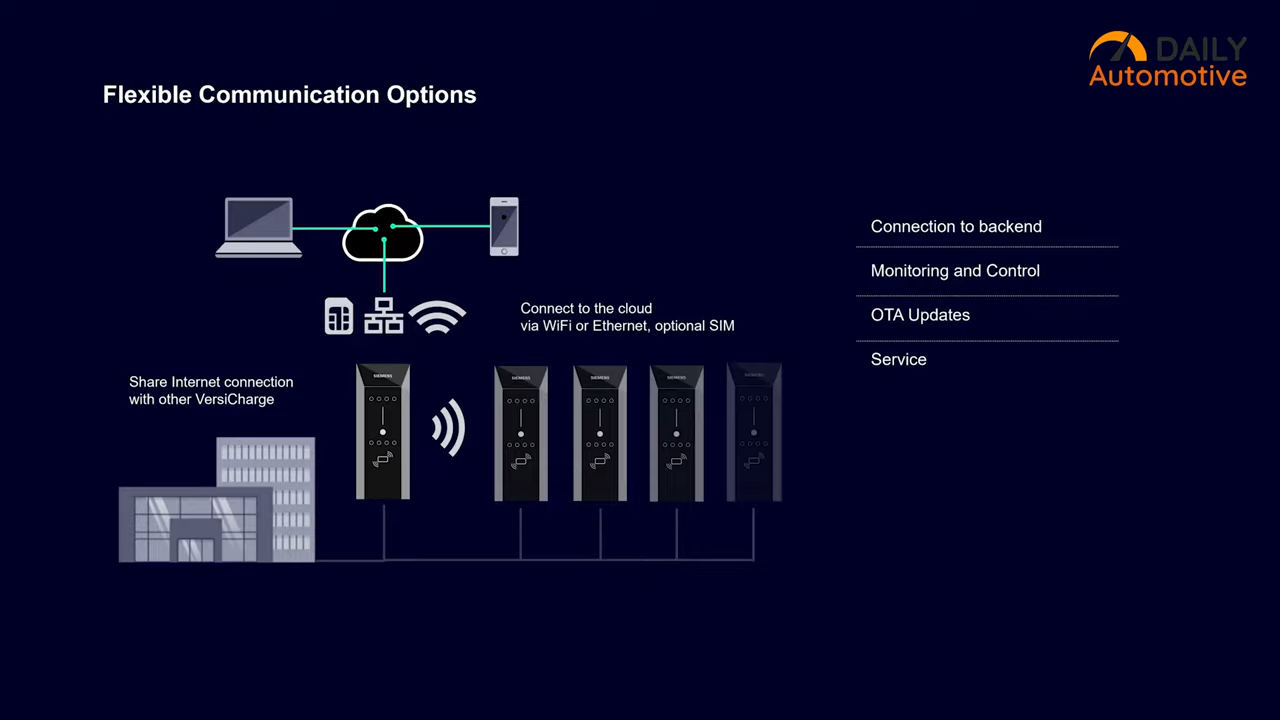 DAILY
Automotive
Flexible Communication Options
Connection to backend
Monitoring and Control
Connect to the cloud
via WiFi or Ethernet, optional SIM
OTA Updates
Service
Share Internet connection
with other VersiCharge
SIEMENS
SIEMENS
SIEMENS
SIEMENS
SIEMENS